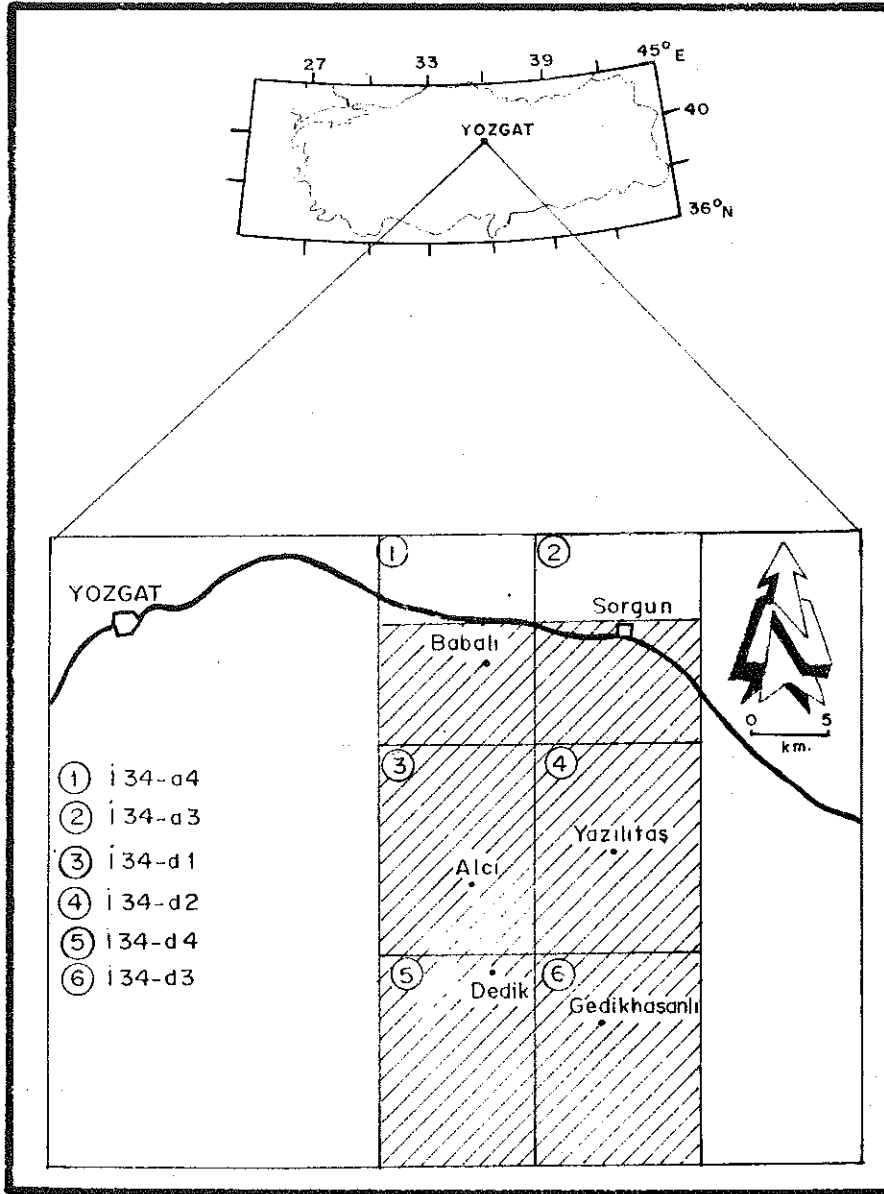 27 33 39 45° E
40
YOZGAT
36°N
1 2
YOZGAT
Sorgun
Babalı
0 5
km.
3 4
1 İ 34-a4
2 İ 34-a3
3 İ 34-d1
4 İ 34-d2
5 İ 34-d4
6 İ 34-d3
Yazılıtaş
Alcı
5 6
Dedik
Gedikhasanlı